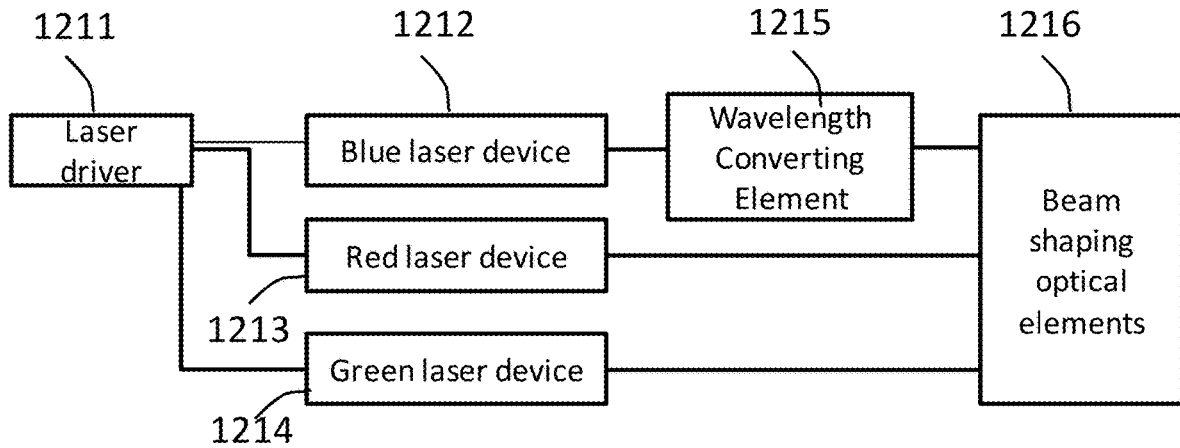 1211
1212
1215
1216
Laser
driver
Blue laser device
Wavelength
Converting
Element
Beam
shaping
optical
elements
Red laser device
1213
Green laser device
1214